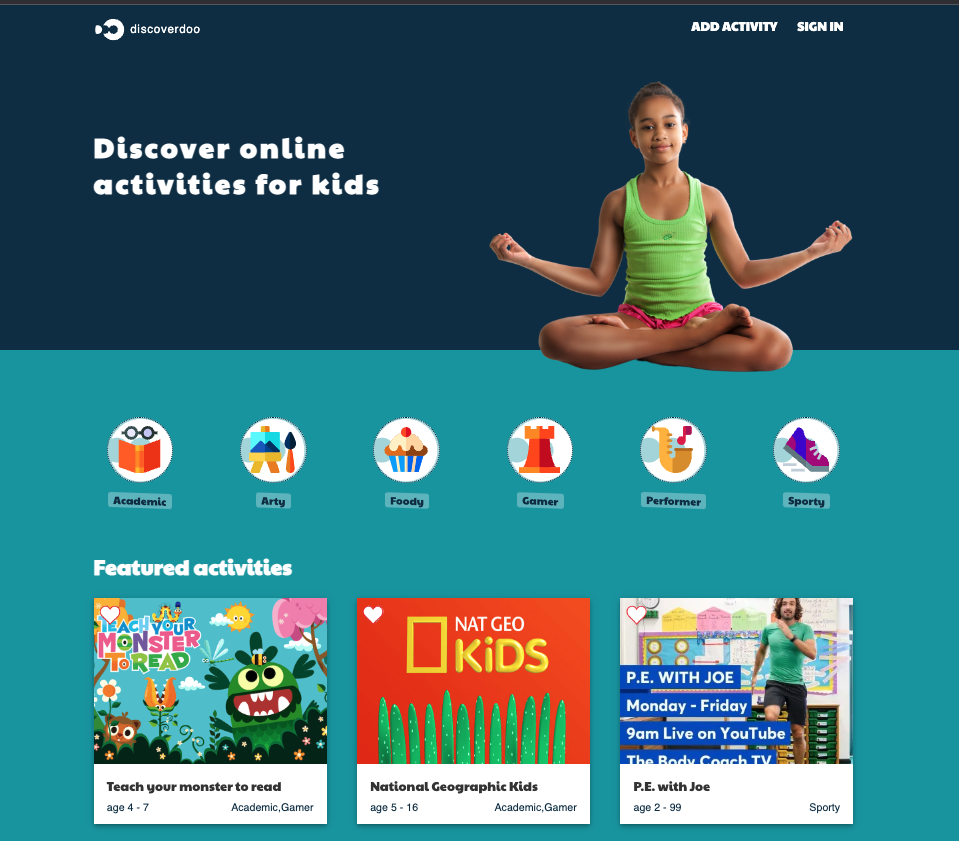 discoverdoo
ADD ACTIVITY SIGN IN
Discover online
activities for kids
Academic
Arty
Foody
Gamer
Performer
Sporty
Featured activities
TEACH YOUR
MONSTER
TO READ
NAT GEO
KiDS
P.E. WITH JOE
Monday - Friday
9am Live on YouTube
The Body Coach TV
Teach your monster to read
age 4 - 7 Academic,Gamer
National Geographic Kids
age 5 - 16 Academic,Gamer
P.E. with Joe
age 2 - 99 Sporty